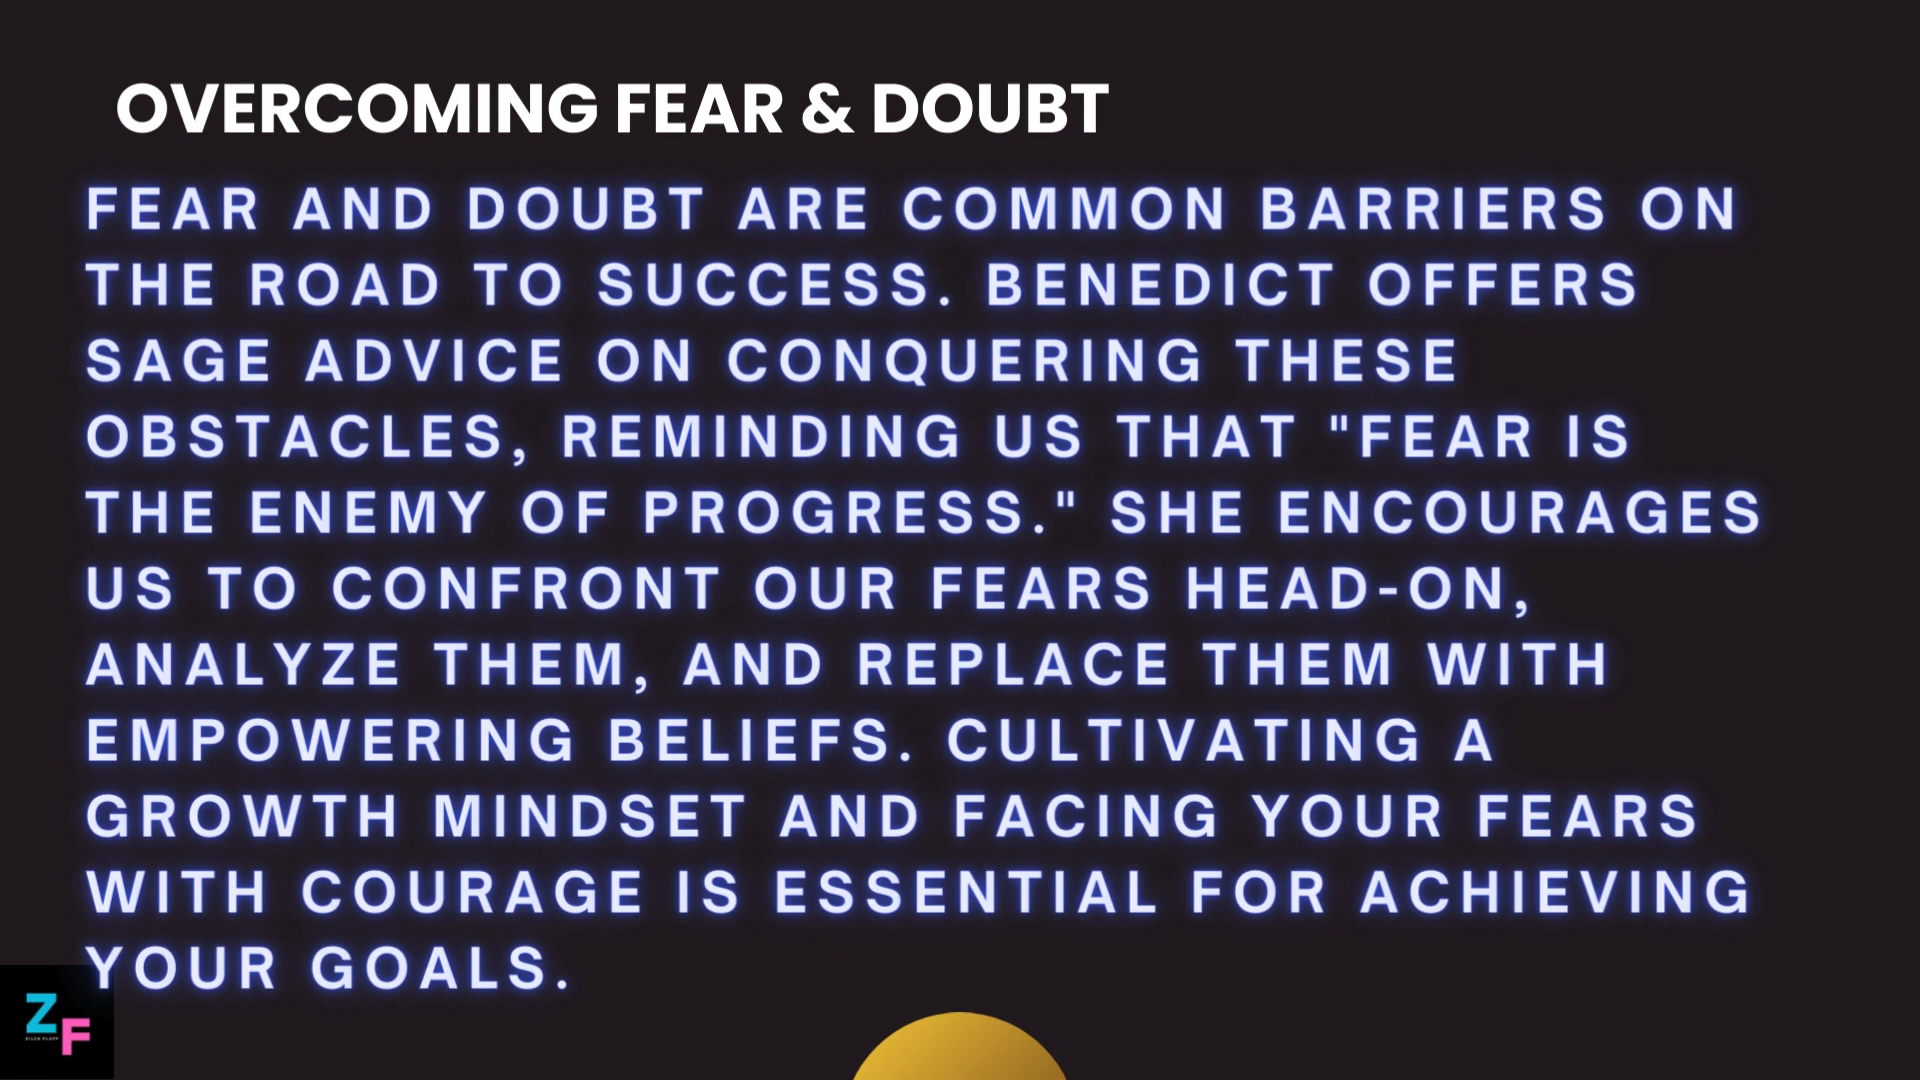 OVERCOMING FEAR & DOUBT
FEAR AND DOUBT ARE COMMON BARRIERS ON
THE ROAD TO SUCCESS. BENEDICT OFFERS
SAGE ADVICE ON CONQUERING THESE
OBSTACLES, REMINDING US THAT "FEAR IS
THE ENEMY OF PROGRESS." SHE ENCOURAGES
US TO CONFRONT OUR FEARS HEAD-ON,
ANALYZE THEM, AND REPLACE THEM WITH
EMPOWERING BELIEFS. CULTIVATING A
GROWTH MINDSET AND FACING YOUR FEARS
WITH COURAGE IS ESSENTIAL FOR ACHIEVING
YOUR GOALS.
Z
F